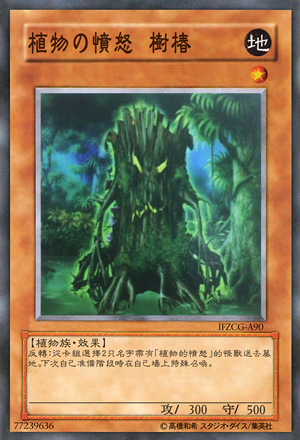 植物の憤怒 樹椿
地
IFZCG-A90
【植物族·效果】
反轉:從卡組選擇2只名字帶有「植物的憤怒」的怪獸送去墓
地。下次自己准備階段時在自己場上特殊召喚。
攻/ 300 守/ 500
77239636
©高橋和希 スタジオ・ダイス/集英社